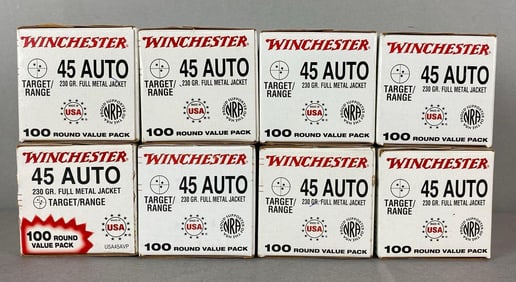 WINCHESTER
45 AUTO
230 GR. FULL METAL JACKET
TARGET/
RANGE
USA
NRA
100 ROUND VALUE PACK
WINCHESTER
45 AUTO
230 GR. FULL METAL JACKET
TARGET/
RANGE
USA
NRA
100 ROUND VALUE PACK
WINCHESTER
45 AUTO
230 GR. FULL METAL JACKET
TARGET/
RANGE
USA
NRA
100 ROUND VALUE PACK
WINCHESTER
45 AUTO
230 GR. FULL METAL JACKET
TARGET/
RANGE
USA
NRA
100 ROUND VALUE PACK
WINCHESTER
45 AUTO
230 GR. FULL METAL JACKET
TARGET/RANGE
100 ROUND
VALUE PACK
USA
USA45AVP
WINCHESTER
45 AUTO
230 GR. FULL METAL JACKET
TARGET/
RANGE
USA
NRA
100 ROUND VALUE PACK
WINCHESTER
45 AUTO
230 GR. FULL METAL JACKET
TARGET/
RANGE
USA
NRA
100 ROUND VALUE PACK
WINCHESTER
45 AUTO
230 GR. FULL METAL JACKET
TARGET/
RANGE
USA
NRA
100 ROUND VALUE PACK